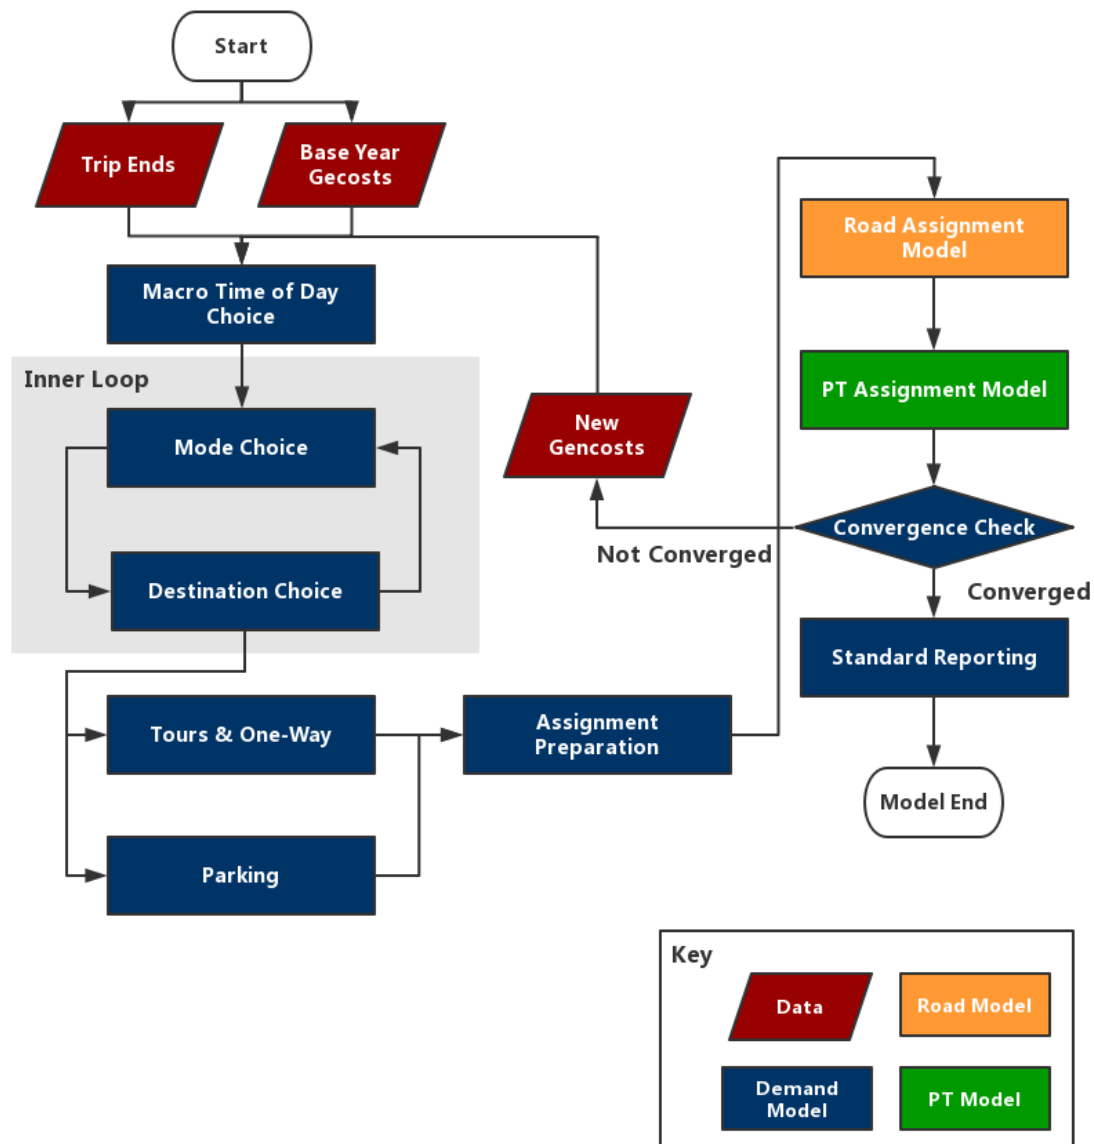 Start
Trip Ends
Base Year
Gecosts
Macro Time of Day
Choice
Inner Loop
Mode Choice
Destination Choice
Tours & One-Way
Parking
Assignment
Preparation
New
Gencosts
Not Converged
Road Assignment
Model
PT Assignment Model
Convergence Check
Converged
Standard Reporting
Model End
Key
Data
Road Model
Demand
Model
PT Model